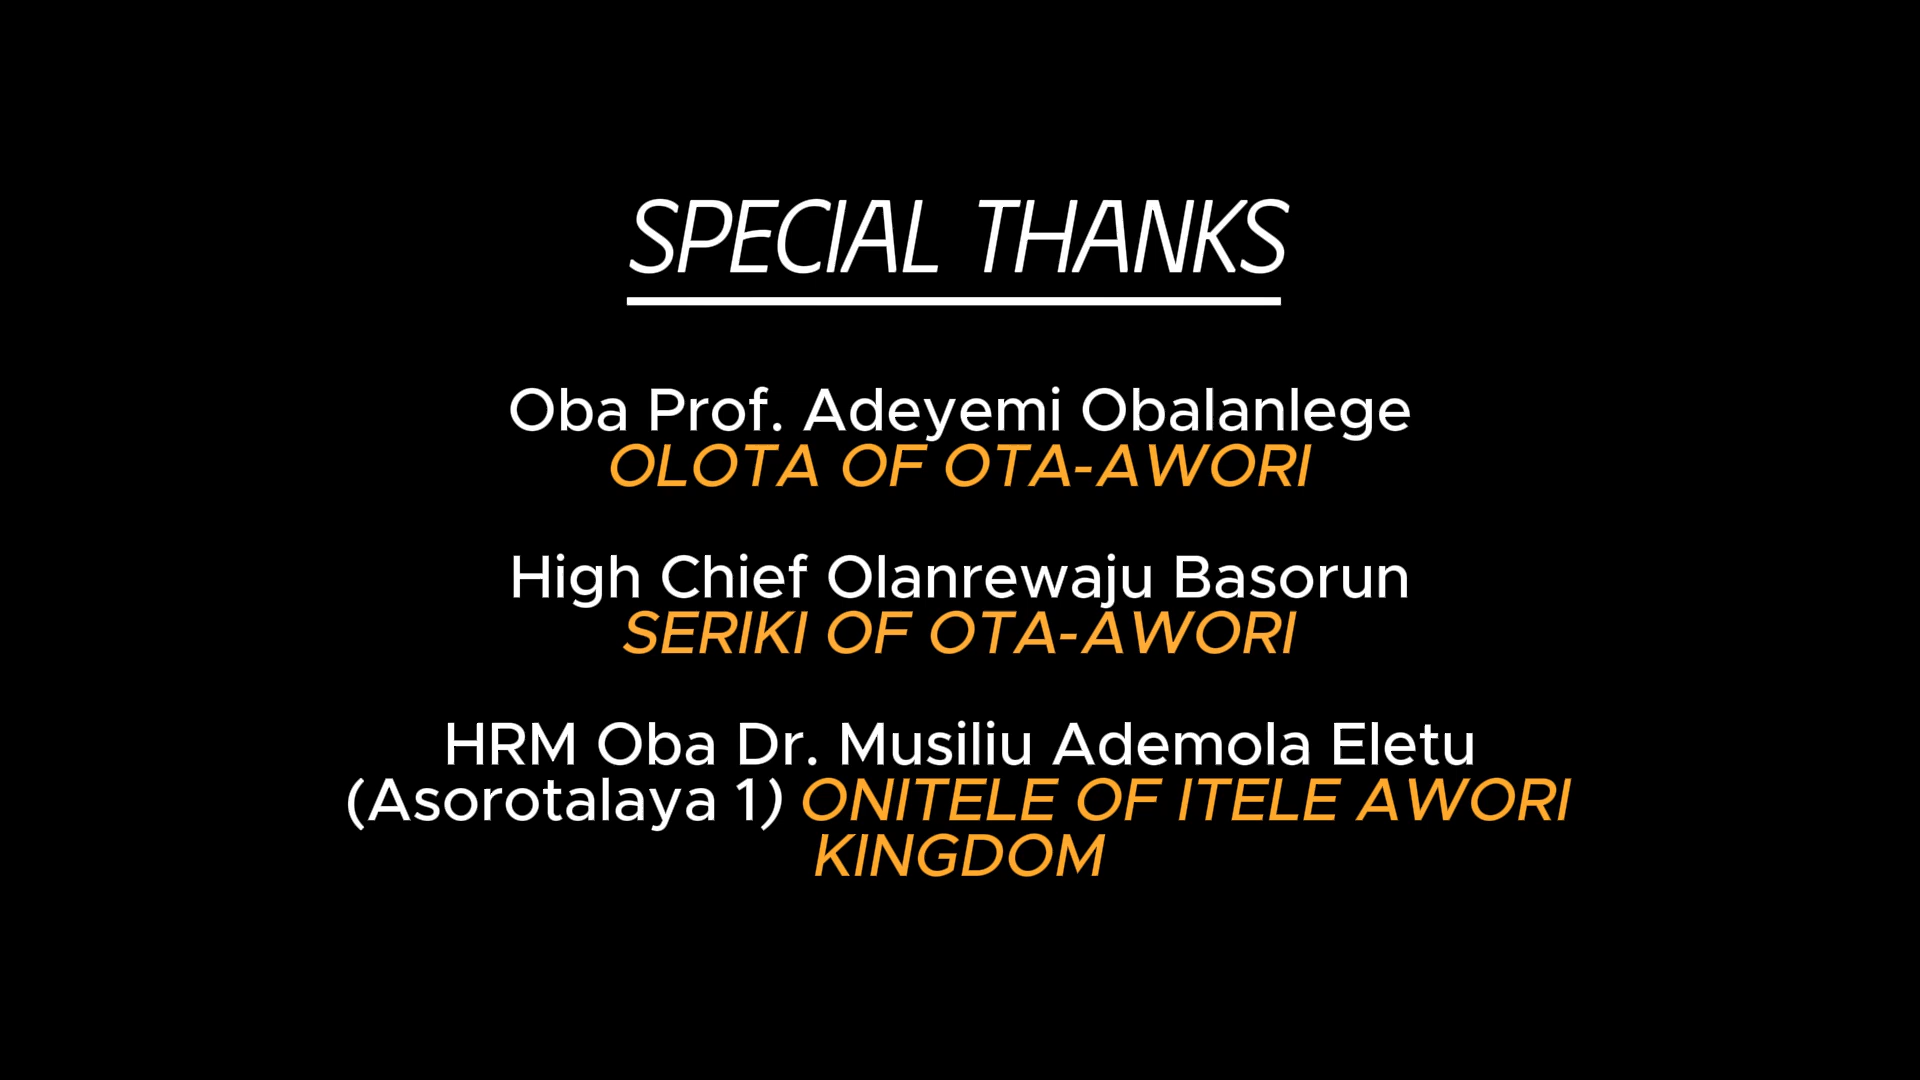 SPECIAL THANKS
Oba Prof. Adeyemi Obalanlege
OLOTA OF OTA-AWORI
High Chief Olanrewaju Basorun
SERIKI OF OTA-AWORI
HRM Oba Dr. Musiliu Ademola Eletu
(Asorotalaya 1) ONITELE OF ITELE AWORI
KINGDOM